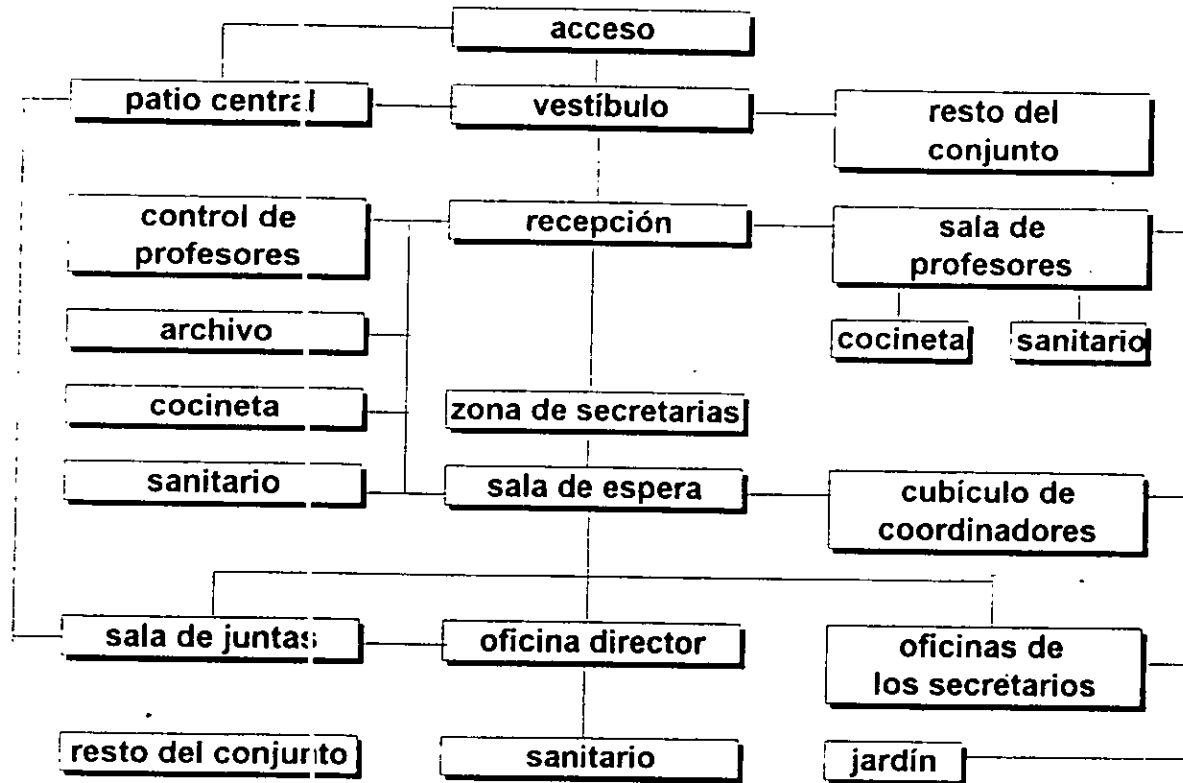 acceso
patio central
vestíbulo
resto del
conjunto
control de
profesores
recepción
sala de
profesores
archivo
cocineta
sanitario
cocineta
zona de secretarias
sanitario
sala de espera
cubículo de
coordinadores
sala de juntas
oficina director
oficinas de
los secretarios
resto del conjunto
sanitario
jardín